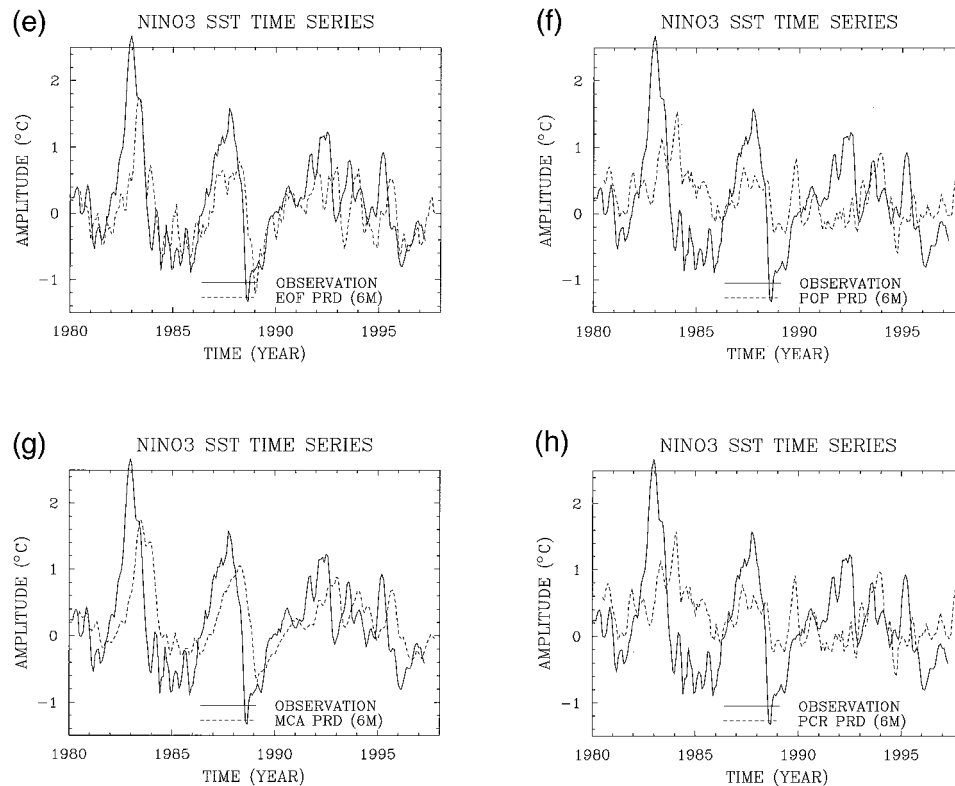 (e)
NINO3 SST TIME SERIES
AMPLITUDE (°C)
2
1
0
−1
OBSERVATION
EOF PRD (6M)
1980 1985 1990 1995
TIME (YEAR)
(f)
NINO3 SST TIME SERIES
AMPLITUDE (°C)
2
1
0
−1
OBSERVATION
POP PRD (6M)
1980 1985 1990 1995
TIME (YEAR)
(g)
NINO3 SST TIME SERIES
AMPLITUDE (°C)
2
1
0
−1
OBSERVATION
MCA PRD (6M)
1980 1985 1990 1995
TIME (YEAR)
(h)
NINO3 SST TIME SERIES
AMPLITUDE (°C)
2
1
0
−1
OBSERVATION
PCR PRD (6M)
1980 1985 1990 1995
TIME (YEAR)